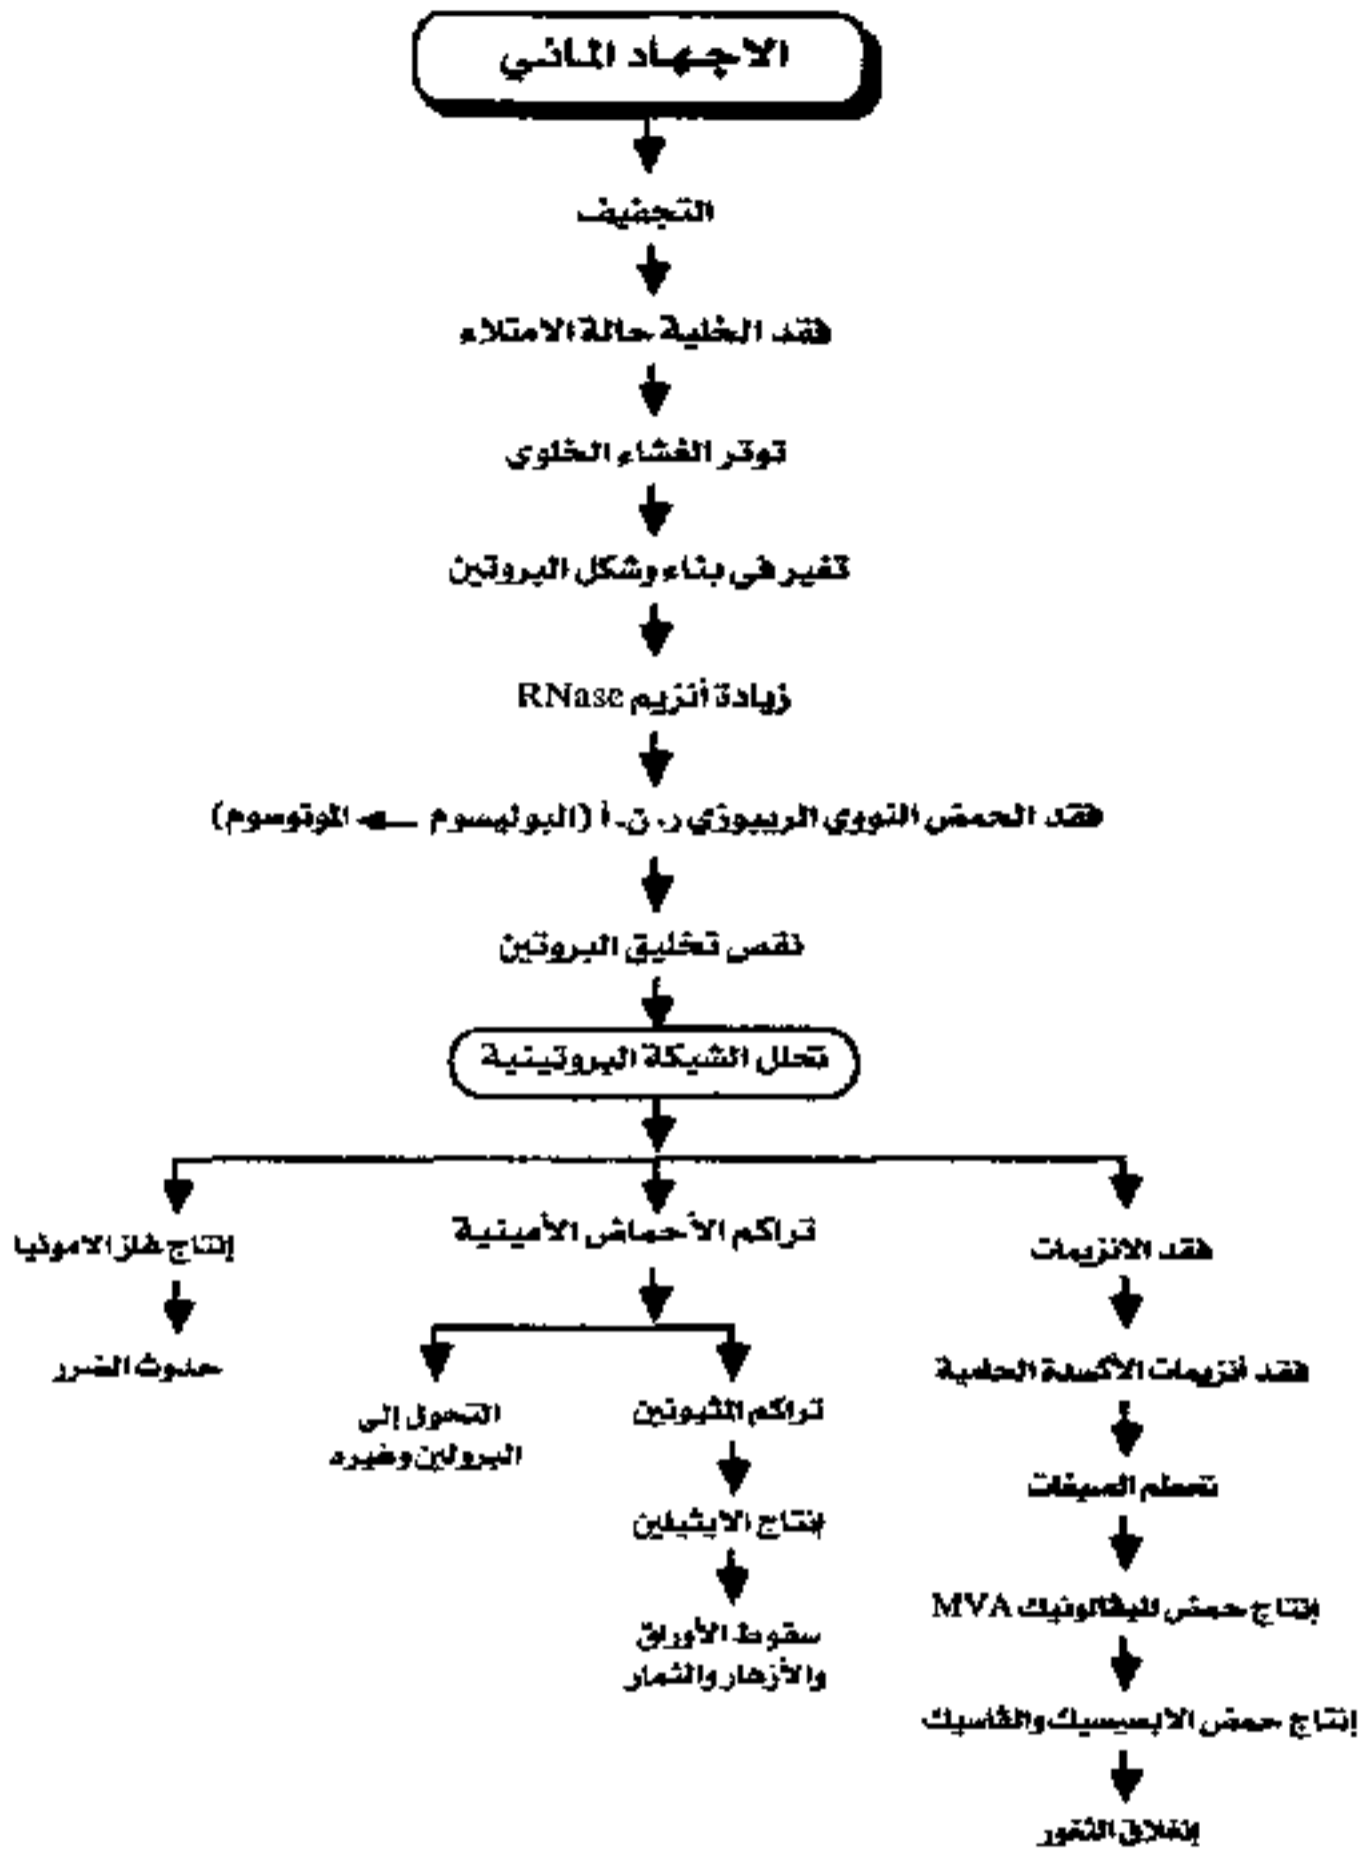 الاجهاد المائي
التجفيف
فقد الخلية حالة الامتلاء
توتر الغشاء الخلوى
تغير في بناء وشكل البروتين
زيادة أنزيم RNase
فقد الحمض النووي الريبوزي ر. ن. أ (البوليسوم ← المونوسوم)
نقص تخليق البروتين
تحلل الشبكة البروتينية
فقد الانزيمات
تراكم الأحماض الأمينية
إنتاج غاز الامونيا
فقد أنزيمات الأكسدة الحامية
حدوث الضرر
تراكم المثيونين
التحول إلى
البرولين وغيره
تحطم الصبغات
إنتاج الايثيلين
إنتاج حمض الميفالونيك MVA
سقوط الأوراق
والأزهار والثمار
إنتاج حمض الابسيسيك والفاسيك
إنغلاق الثغور